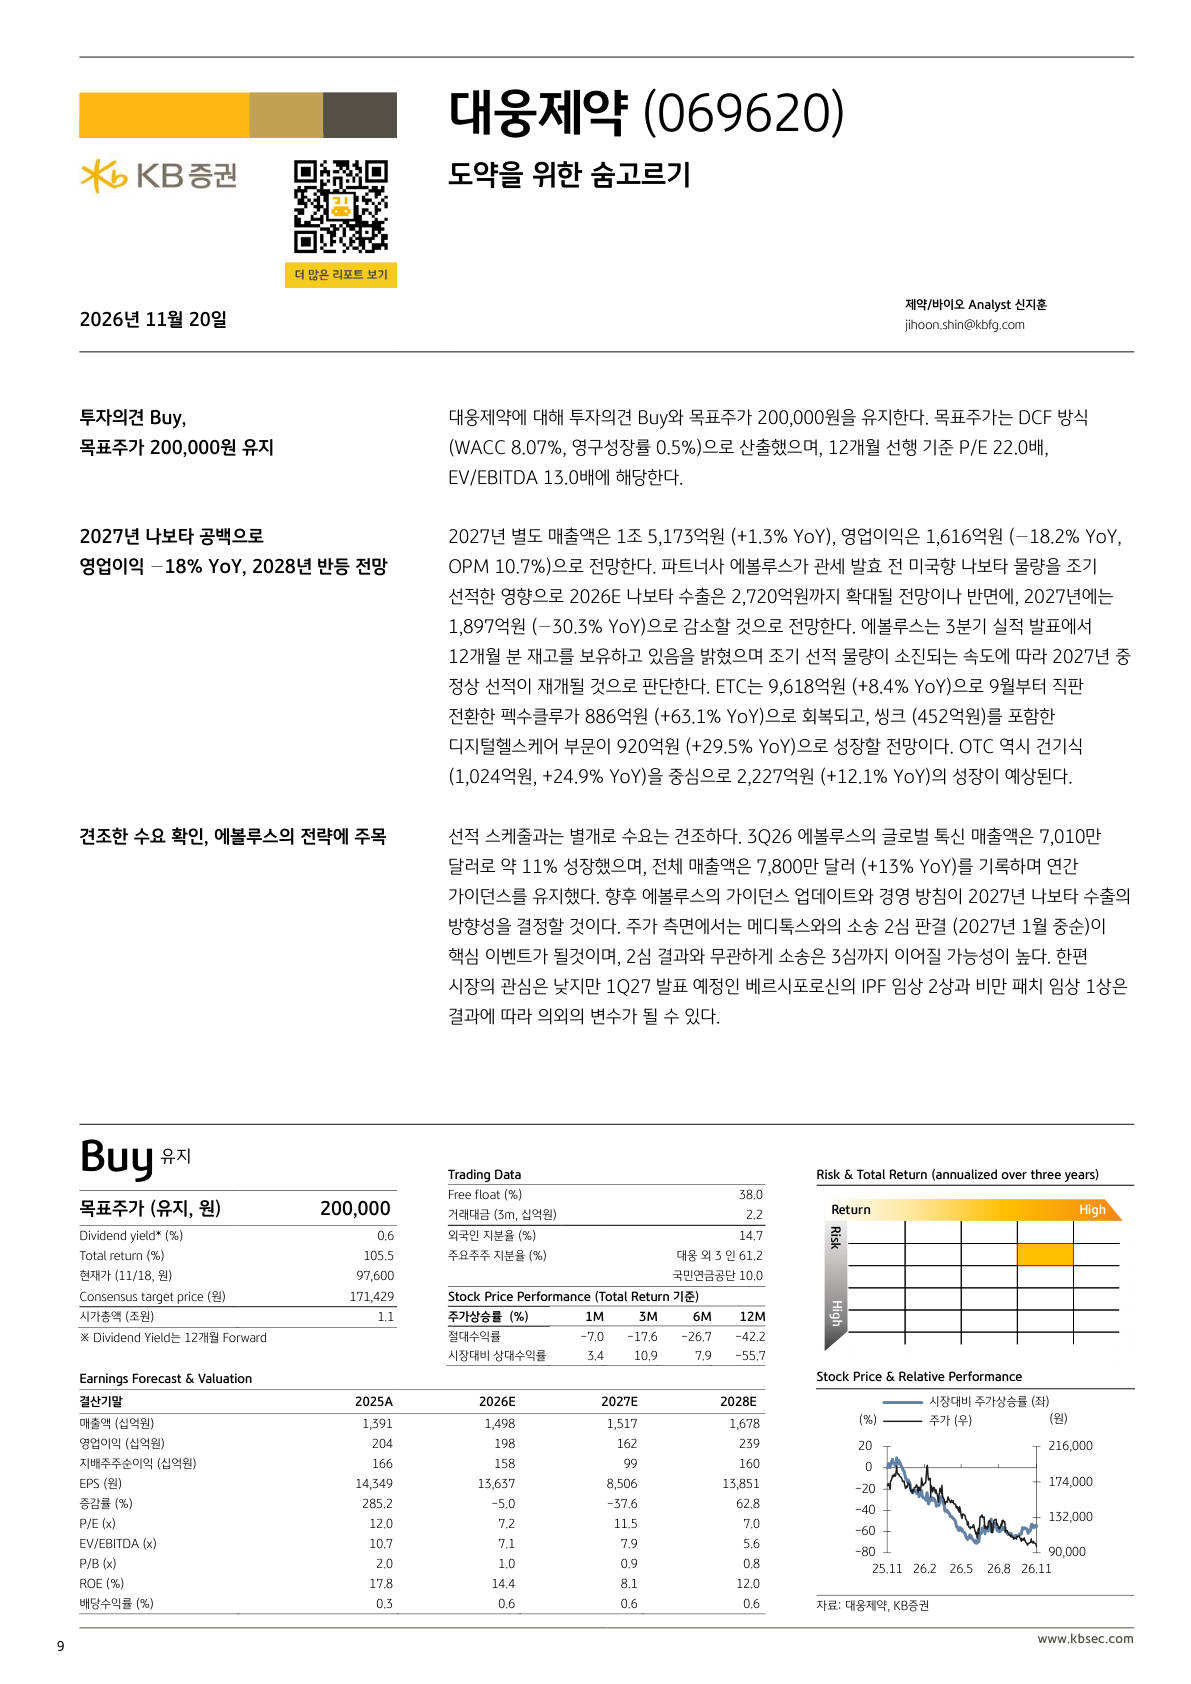 대웅제약 (069620)
도약을 위한 숨고르기
KB 증권
더 많은 리포트 보기
2026년 11월 20일
제약/바이오 Analyst 신지훈
jihoon.shin@kbfg.com
투자의견 Buy,
목표주가 200,000원 유지
대웅제약에 대해 투자의견 Buy와 목표주가 200,000원을 유지한다. 목표주가는 DCF 방식
(WACC 8.07%, 영구성장률 0.5%)으로 산출했으며, 12개월 선행 기준 P/E 22.0배,
EV/EBITDA 13.0배에 해당한다.
2027년 나보타 공백으로
영업이익 −18% YoY, 2028년 반등 전망
2027년 별도 매출액은 1조 5,173억원 (+1.3% YoY), 영업이익은 1,616억원 (−18.2% YoY,
OPM 10.7%)으로 전망한다. 파트너사 에볼루스가 관세 발효 전 미국향 나보타 물량을 조기
선적한 영향으로 2026E 나보타 수출은 2,720억원까지 확대될 전망이나 반면에, 2027년에는
1,897억원 (−30.3% YoY)으로 감소할 것으로 전망한다. 에볼루스는 3분기 실적 발표에서
12개월 분 재고를 보유하고 있음을 밝혔으며 조기 선적 물량이 소진되는 속도에 따라 2027년 중
정상 선적이 재개될 것으로 판단한다. ETC는 9,618억원 (+8.4% YoY)으로 9월부터 직판
전환한 펙수클루가 886억원 (+63.1% YoY)으로 회복되고, 씽크 (452억원)를 포함한
디지털헬스케어 부문이 920억원 (+29.5% YoY)으로 성장할 전망이다. OTC 역시 건기식
(1,024억원, +24.9% YoY)을 중심으로 2,227억원 (+12.1% YoY)의 성장이 예상된다.
견조한 수요 확인, 에볼루스의 전략에 주목
선적 스케줄과는 별개로 수요는 견조하다. 3Q26 에볼루스의 글로벌 톡신 매출액은 7,010만
달러로 약 11% 성장했으며, 전체 매출액은 7,800만 달러 (+13% YoY)를 기록하며 연간
가이던스를 유지했다. 향후 에볼루스의 가이던스 업데이트와 경영 방침이 2027년 나보타 수출의
방향성을 결정할 것이다. 주가 측면에서는 메디톡스와의 소송 2심 판결 (2027년 1월 중순)이
핵심 이벤트가 될것이며, 2심 결과와 무관하게 소송은 3심까지 이어질 가능성이 높다. 한편
시장의 관심은 낮지만 1Q27 발표 예정인 베르시포로신의 IPF 임상 2상과 비만 패치 임상 1상은
결과에 따라 의외의 변수가 될 수 있다.
Buy 유지
목표주가 (유지, 원) 200,000
Dividend yield* (%) 0.6
Total return (%) 105.5
현재가 (11/18, 원) 97,600
Consensus target price (원) 171,429
시가총액 (조원) 1.1
※ Dividend Yield는 12개월 Forward
Trading Data
Free float (%) 38.0
거래대금 (3m, 십억원) 2.2
외국인 지분율 (%) 14.7
주요주주 지분율 (%) 대웅 외 3 인 61.2
국민연금공단 10.0
Stock Price Performance (Total Return 기준)
주가상승률 (%) 1M 3M 6M 12M
절대수익률 −7.0 −17.6 −26.7 −42.2
시장대비 상대수익률 3.4 10.9 7.9 −55.7
Risk & Total Return (annualized over three years)
Return High
Risk
High
Earnings Forecast & Valuation
결산기말 2025A 2026E 2027E 2028E
매출액 (십억원) 1,391 1,498 1,517 1,678
영업이익 (십억원) 204 198 162 239
지배주주순이익 (십억원) 166 158 99 160
EPS (원) 14,349 13,637 8,506 13,851
증감률 (%) 285.2 −5.0 −37.6 62.8
P/E (x) 12.0 7.2 11.5 7.0
EV/EBITDA (x) 10.7 7.1 7.9 5.6
P/B (x) 2.0 1.0 0.9 0.8
ROE (%) 17.8 14.4 8.1 12.0
배당수익률 (%) 0.3 0.6 0.6 0.6
Stock Price & Relative Performance
시장대비 주가상승률 (좌)
(%) 주가 (우) (원)
20 216,000
0
−20 174,000
−40
−60 132,000
−80 90,000
25.11 26.2 26.5 26.8 26.11
자료: 대웅제약, KB증권
9
www.kbsec.com